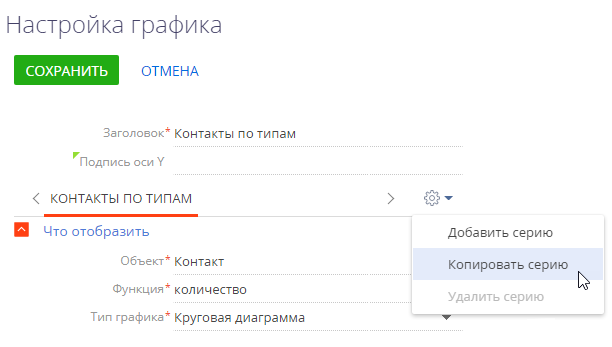 Настройка графика
СОХРАНИТЬ ОТМЕНА
Заголовок* Контакты по типам
Подпись оси Y
КОНТАКТЫ ПО ТИПАМ
Добавить серию
Что отобразить
Объект* Контакт
Копировать серию
Функция* количество
Удалить серию
Тип графика* Круговая диаграмма